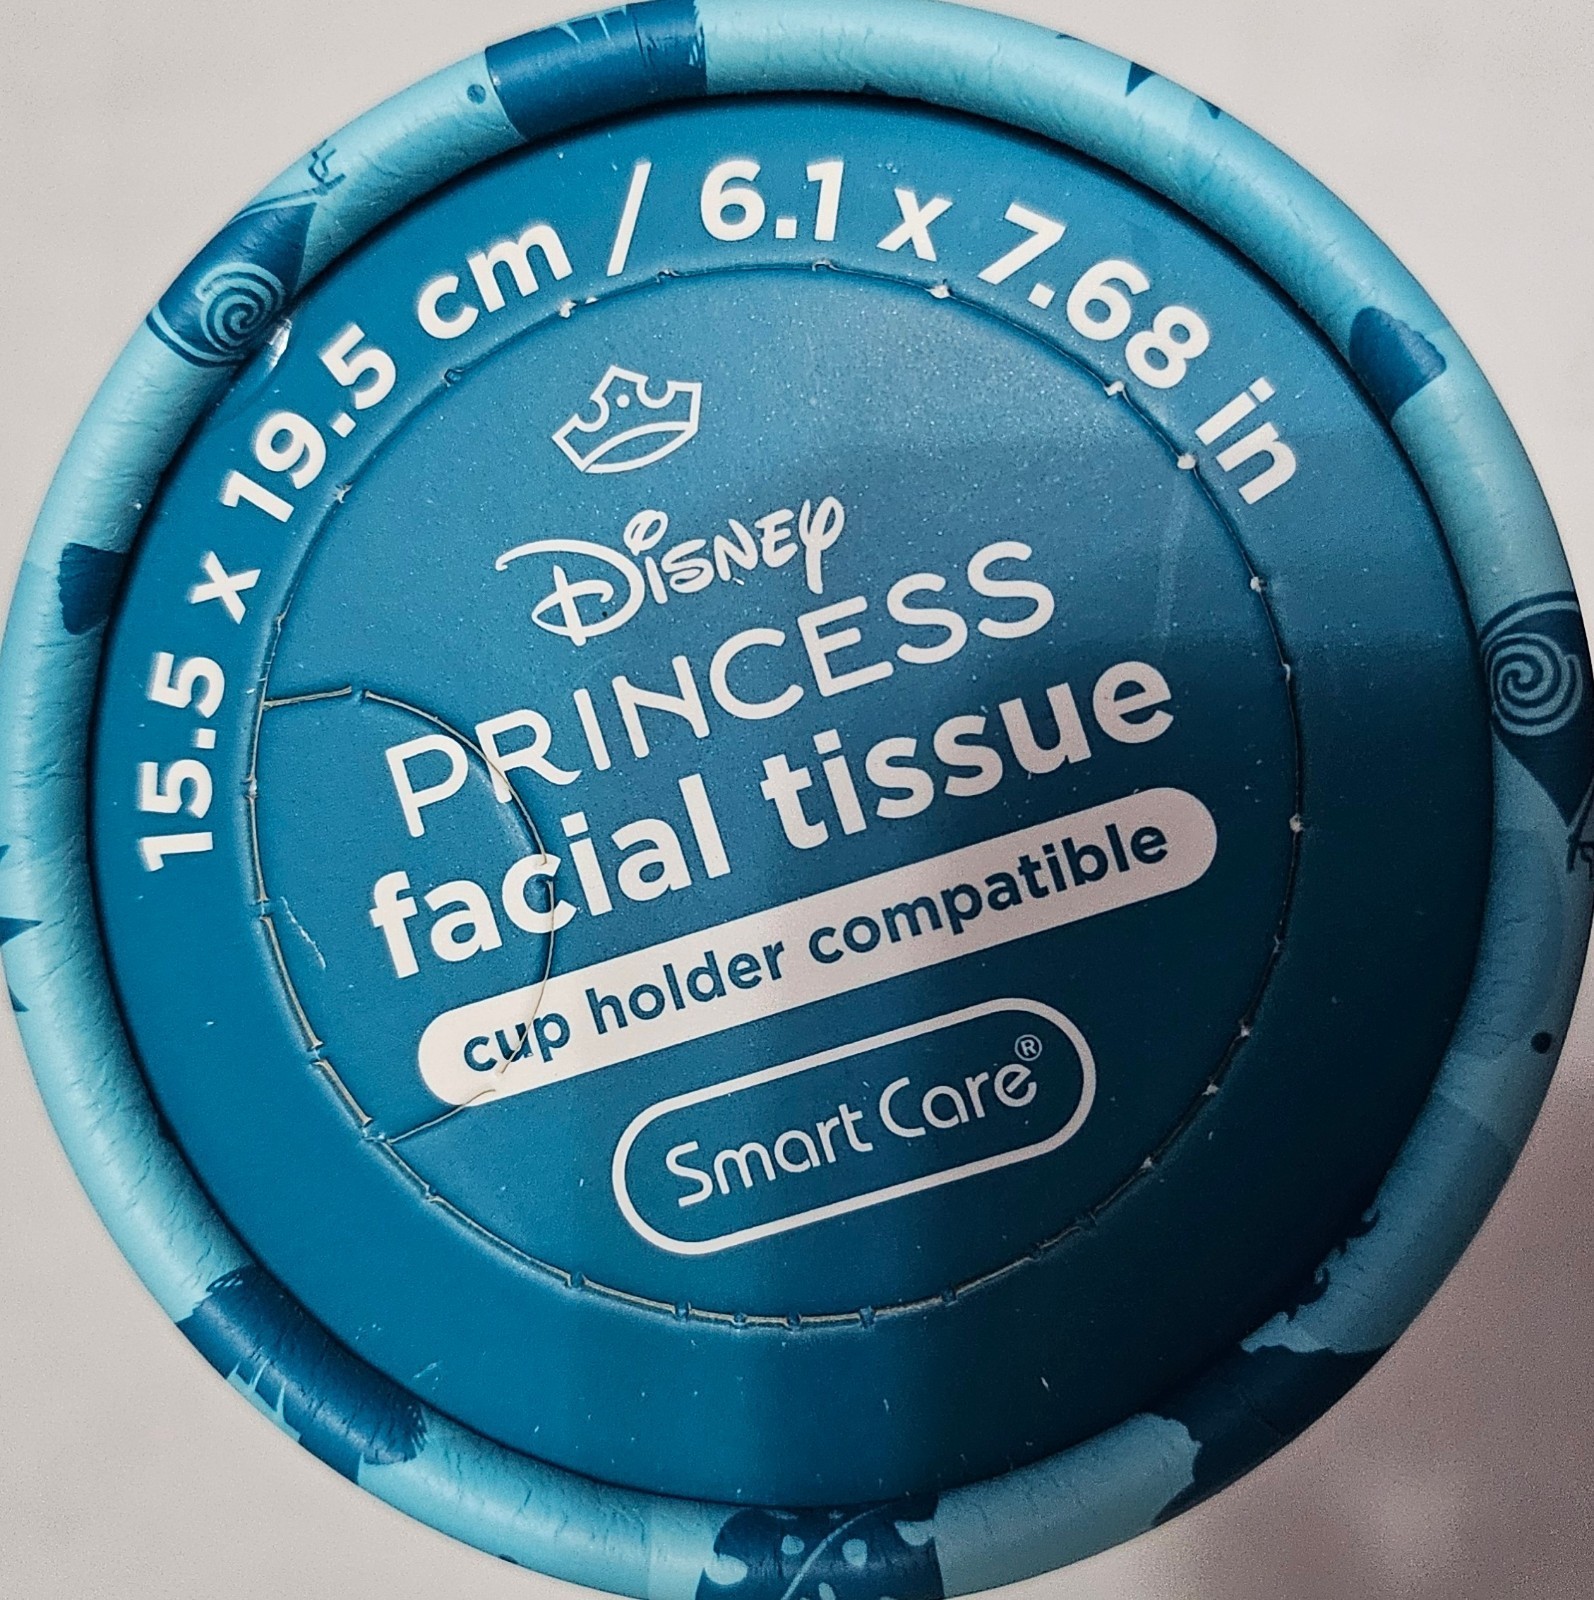 15.5 x 19.5 cm / 6.1 x 7.68 in
Disney
PRINCESS
facial tissue
cup holder compatible
Smart Care®